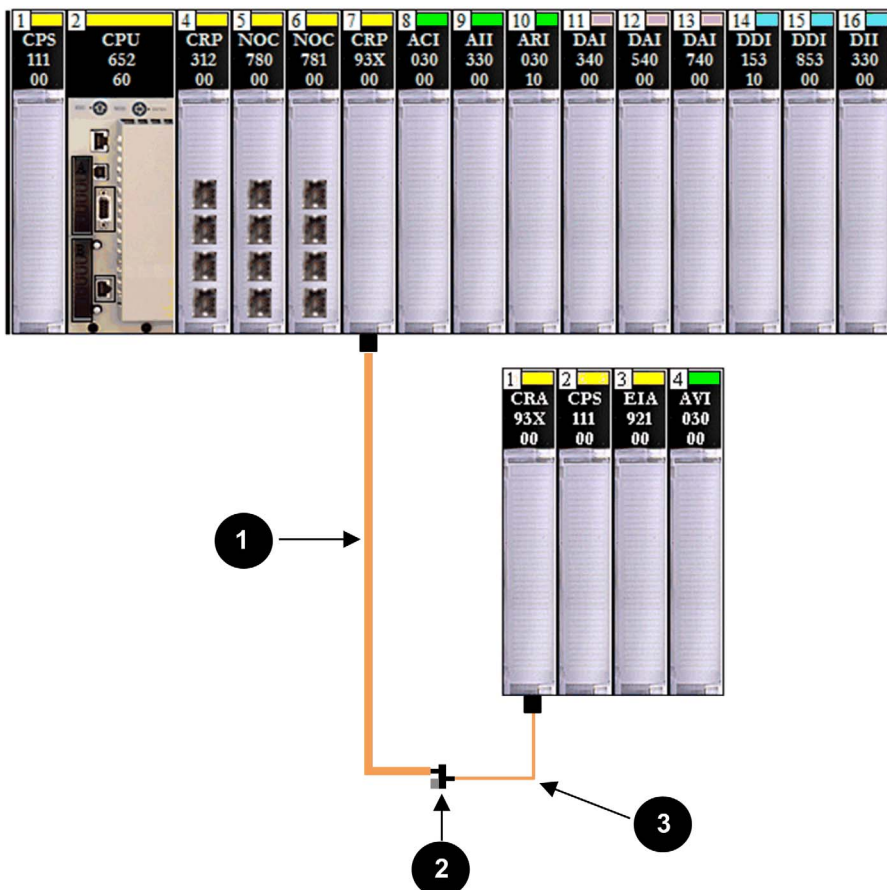 1
CPS
111
00
2
CPU
652
60
4
CRP
312
00
5
NOC
780
00
6
NOC
781
00
7
CRP
93X
00
8
ACI
030
00
9
AII
330
00
10
ARI
030
10
11
DAI
340
00
12
DAI
540
00
13
DAI
740
00
14
DDI
153
10
15
DDI
853
00
16
DII
330
00
1
CRA
93X
00
2
CPS
111
00
3
EIA
921
00
4
AVI
030
00
1
3
2